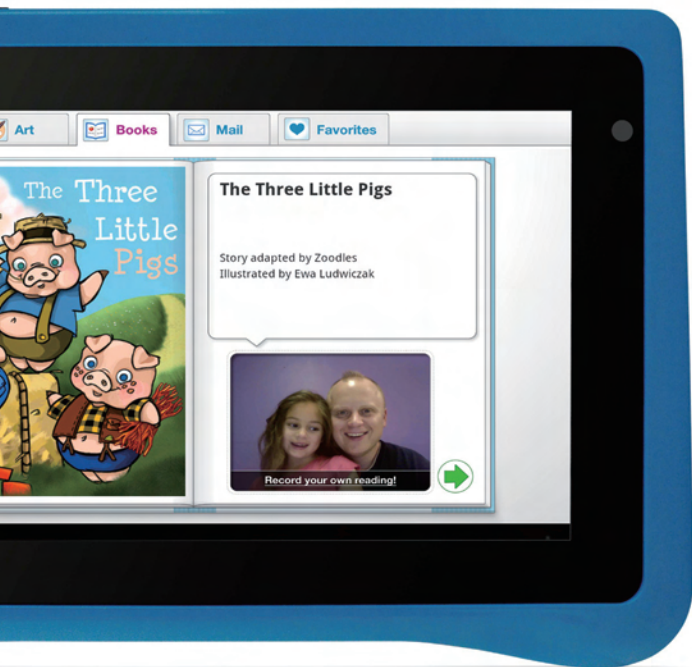 Art
Books
Mail
Favorites
The Three
Little
Pigs
The Three Little Pigs
Story adapted by Zoodles
Illustrated by Ewa Ludwiczak
Record your own reading!